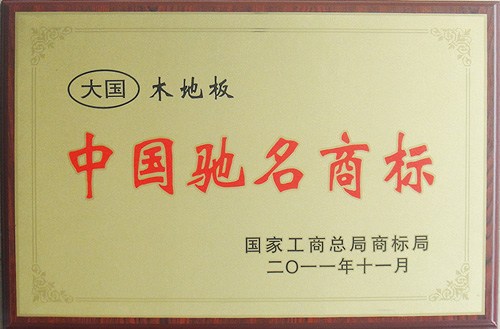 大国 木地板
中国驰名商标
国家工商总局商标局
二〇一一年十一月